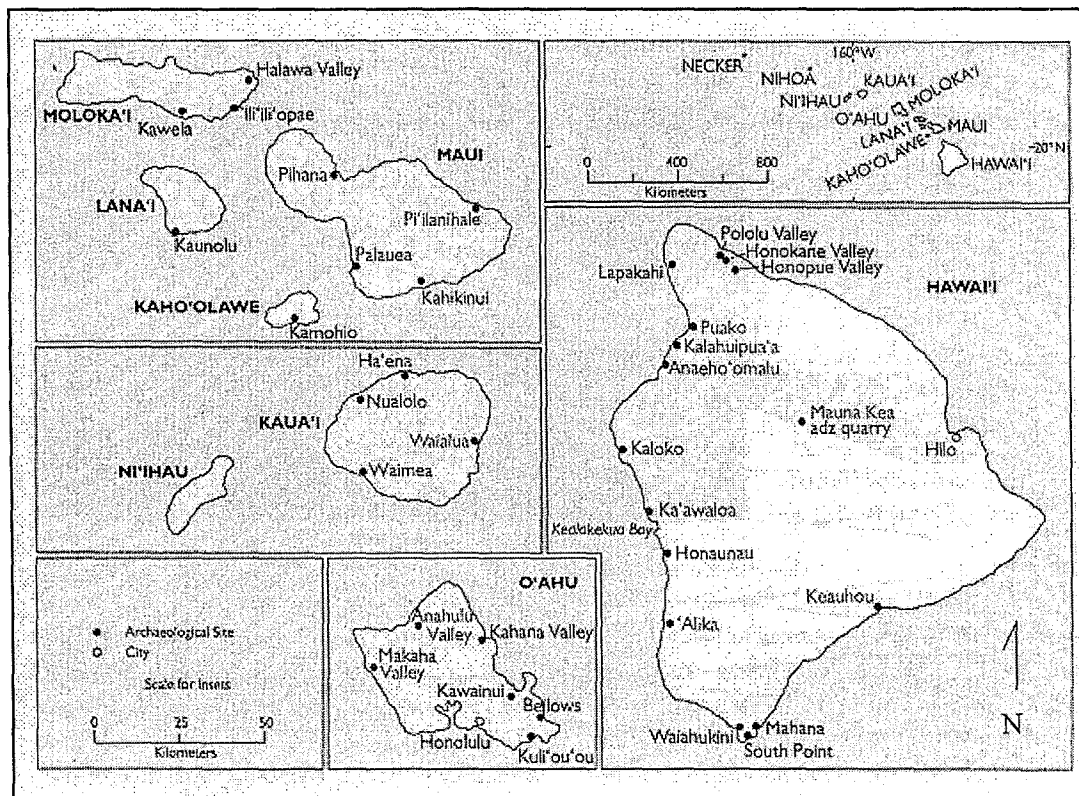 Halawa Valley
MOLOKA'I
'Ili'ili'opae
Kawela
MAUI
Pihana
LANA'I
Pi'ilanihale
Kaunolu
Palauea
Kahikinui
KAHO'OLAWE
Kamohio
160°W
NECKER
NIHOA
KAUA'I
NI'IHAU
MOLOKA'I
O'AHU
LANA'I
MAUI
KAHO'OLAWE
20°N
HAWAI'I
0 400 800
Kilometers
Pololu Valley
Honokane Valley
Honopue Valley
Lapakahi
HAWAI'I
Puako
Kalahuipua'a
Anaeho'omalu
Mauna Kea
adz quarry
Hilo
Kaloko
Ka'awaloa
Kealakekua Bay
Honaunau
Keauhou
'Alika
N
Waiahukini
Mahana
South Point
Ha'ena
Nualolo
KAUA'I
Waialua
NI'IHAU
Waimea
Archaeological Site
City
Scale for Insets
0 25 50
Kilometers
O'AHU
Anahulu
Valley
Kahana Valley
Makaha
Valley
Kawainui
Bellows
Honolulu
Kuli'ou'ou